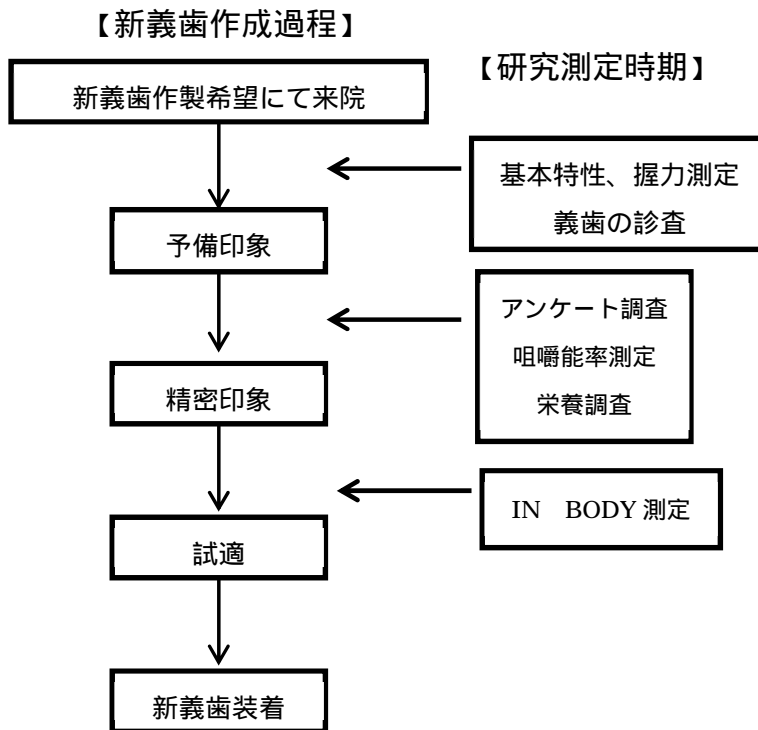 【新義歯作成過程】
【研究測定時期】
新義歯作製希望にて来院
基本特性、握力測定
義歯の診査
予備印象
アンケート調査
咀嚼能率測定
栄養調査
精密印象
IN　BODY 測定
試適
新義歯装着